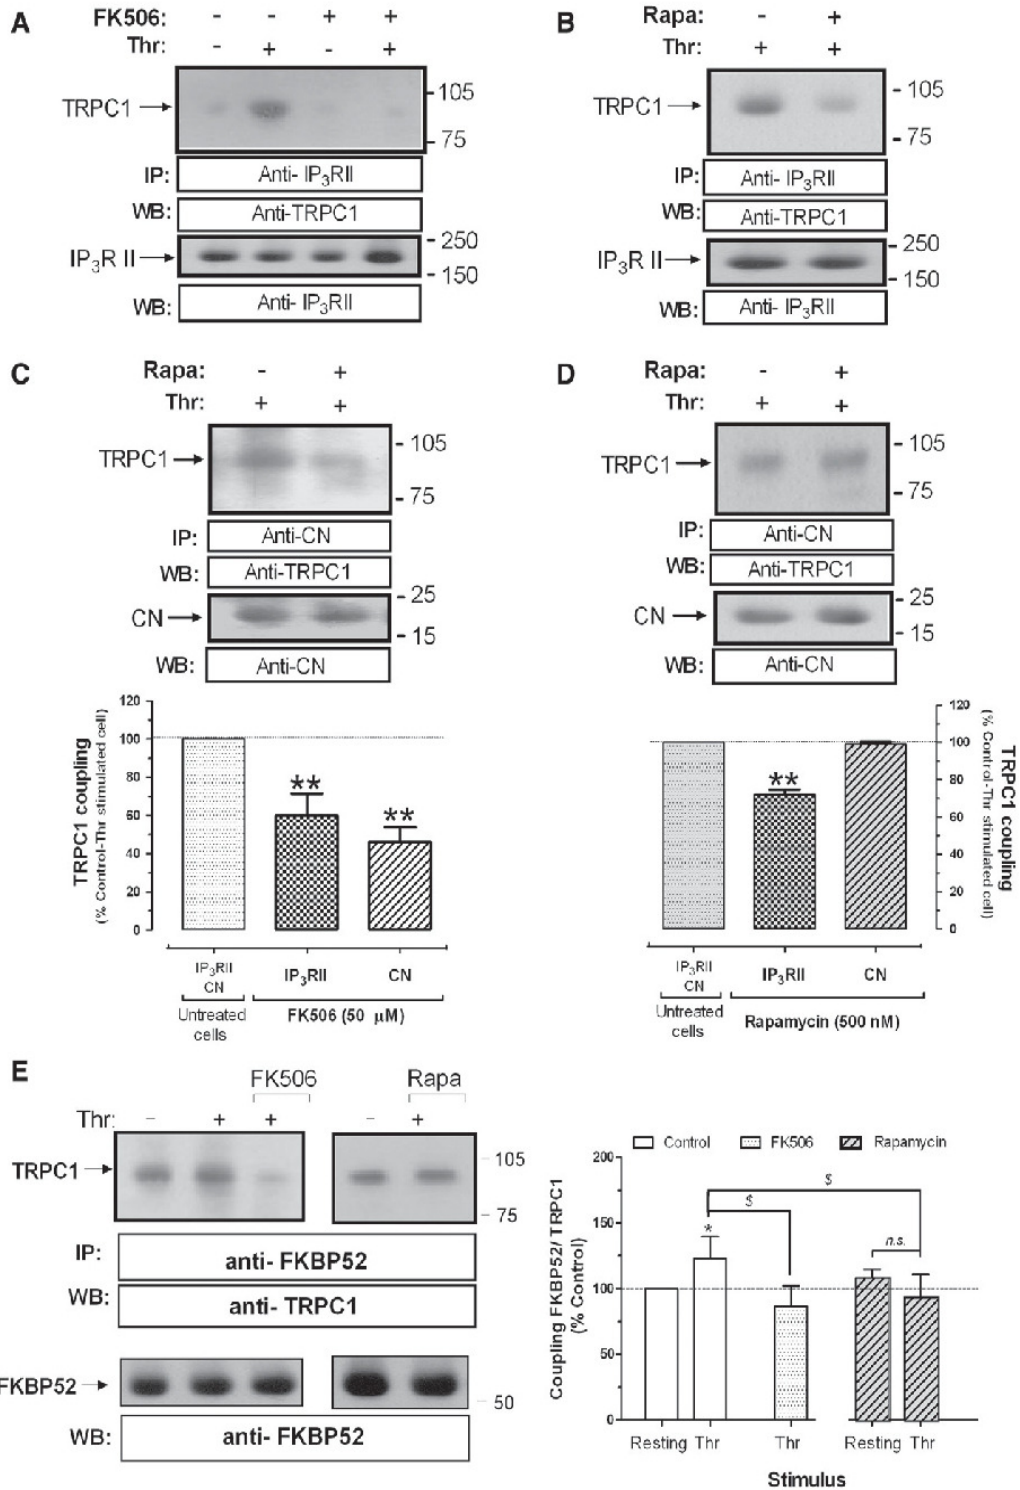 A
FK506: - - + +
Thr: - + - +
TRPC1
105
75
IP: Anti- IP₃RII
WB: Anti-TRPC1
IP₃R II
250
150
WB: Anti- IP₃RII
B
Rapa: - +
Thr: + +
TRPC1
- 105
- 75
IP: Anti- IP₃RII
WB: Anti-TRPC1
IP₃R II
250
150
WB: Anti- IP₃RII
C
Rapa: - +
Thr: + +
TRPC1
- 105
- 75
IP: Anti-CN
WB: Anti-TRPC1
CN
- 25
- 15
WB: Anti-CN
TRPC1 coupling
(% Control-Thr stimulated cell)
120
100
80
60
40
20
0
**
**
IP₃RII
CN
IP₃RII
CN
Untreated
cells
FK506 (50 μM)
D
Rapa: - +
Thr: + +
TRPC1
- 105
- 75
IP: Anti-CN
WB: Anti-TRPC1
CN
- 25
- 15
WB: Anti-CN
**
120
100
80
60
40
20
0
(% Control-Thr stimulated cell)
TRPC1 coupling
IP₃RII
CN
IP₃RII
CN
Untreated
cells
Rapamycin (500 nM)
E
FK506
Rapa
Thr: - + + - +
TRPC1
- 105
- 75
IP: anti- FKBP52
WB: anti- TRPC1
FKBP52
- 50
WB: anti- FKBP52
Control
FK506
Rapamycin
Coupling FKBP52/ TRPC1
(% Control)
200
150
100
50
0
$
$
*
n.s.
Resting Thr
Thr
Resting Thr
Stimulus